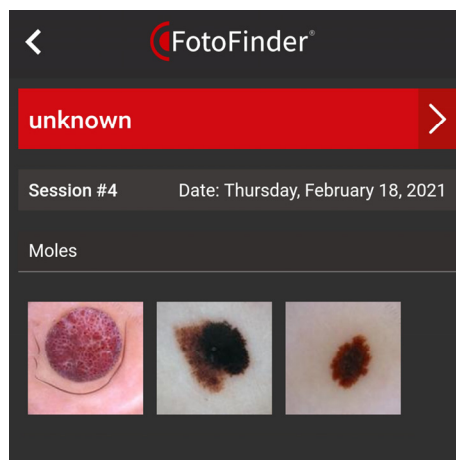 FotoFinder®
unknown
Session #4 Date: Thursday, February 18, 2021
Moles